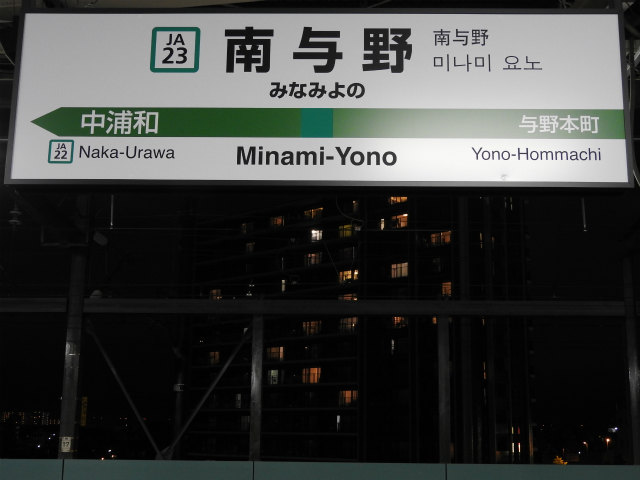 JA
23
南与野
みなみよの
南与野
미나미 요노
中浦和
与野本町
JA
22
Naka-Urawa
Minami-Yono
Yono-Hommachi